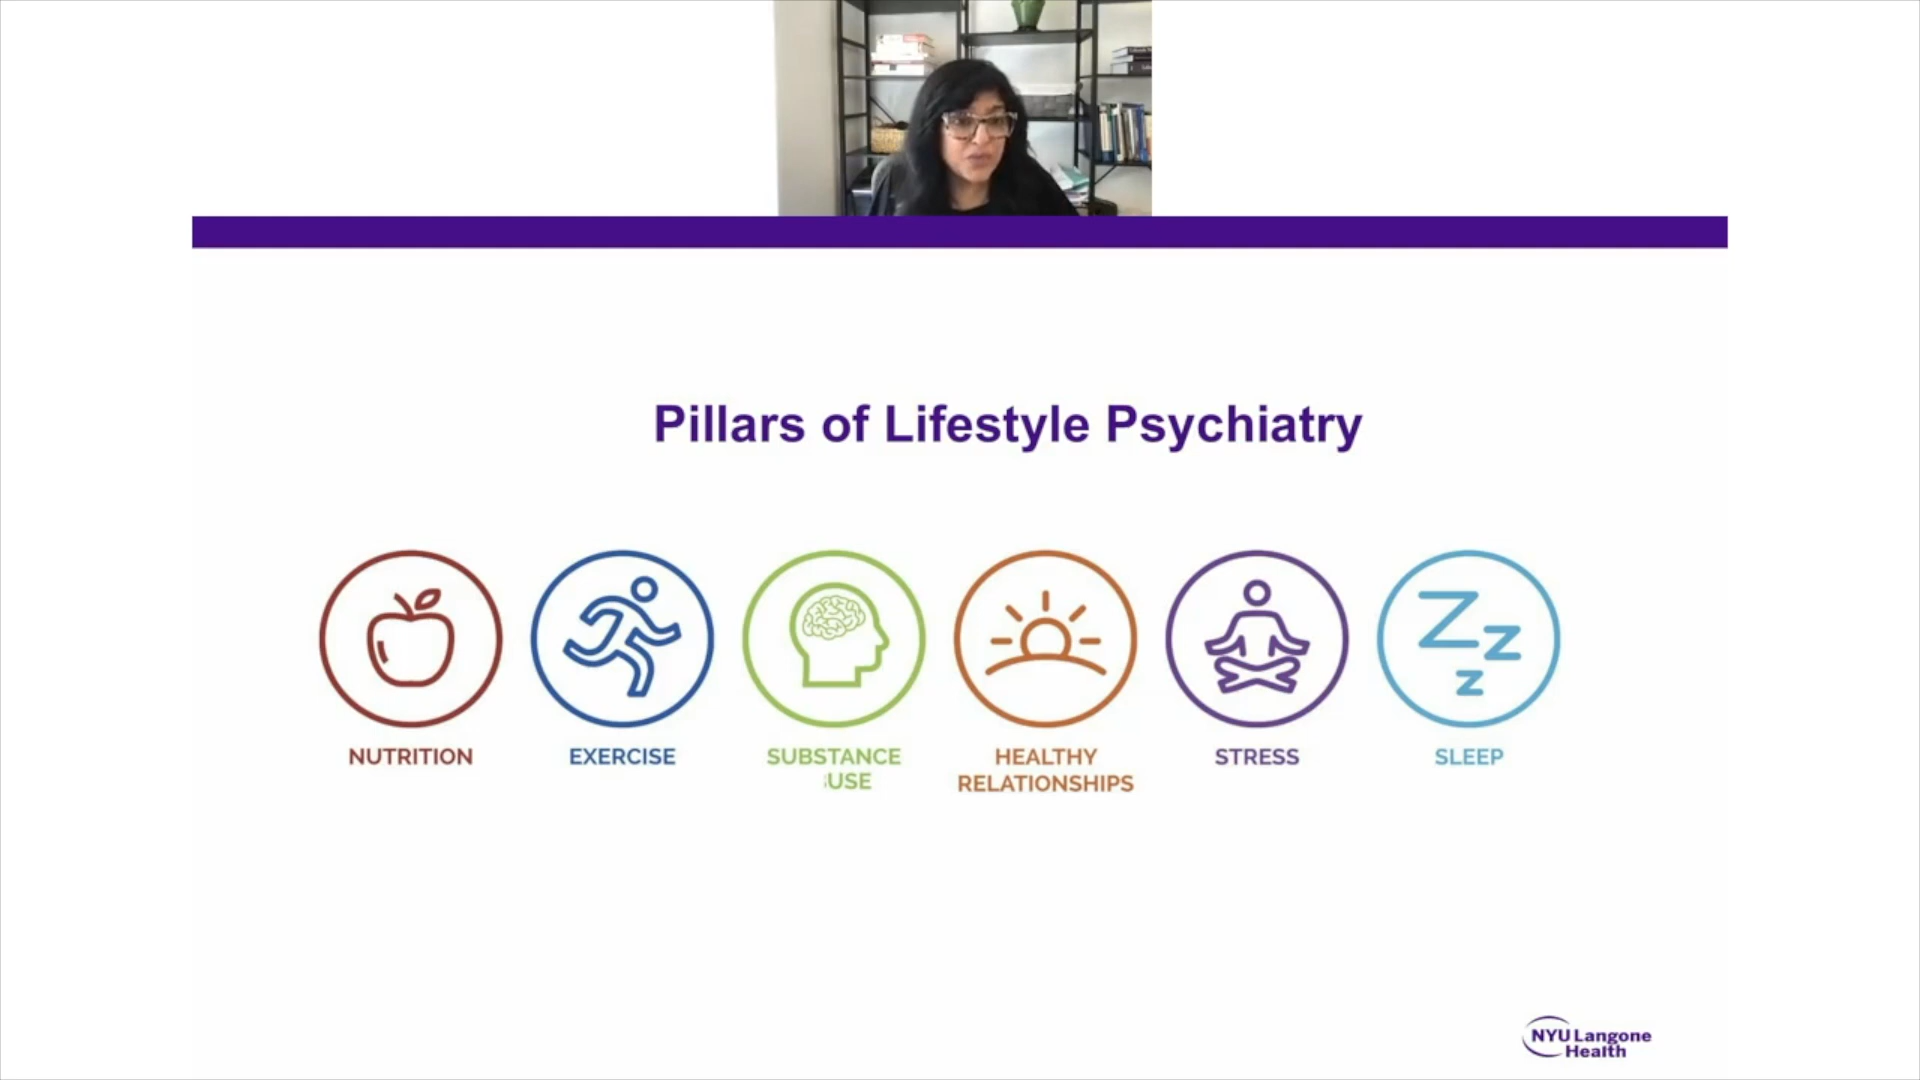 Pillars of Lifestyle Psychiatry
NUTRITION
EXERCISE
SUBSTANCE
USE
HEALTHY
RELATIONSHIPS
STRESS
SLEEP
NYU Langone
Health